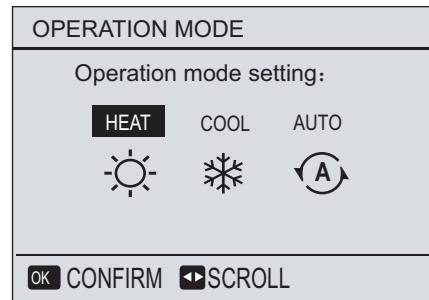 OPERATION MODE
Operation mode setting:
HEAT COOL AUTO
A
OK CONFIRM SCROLL